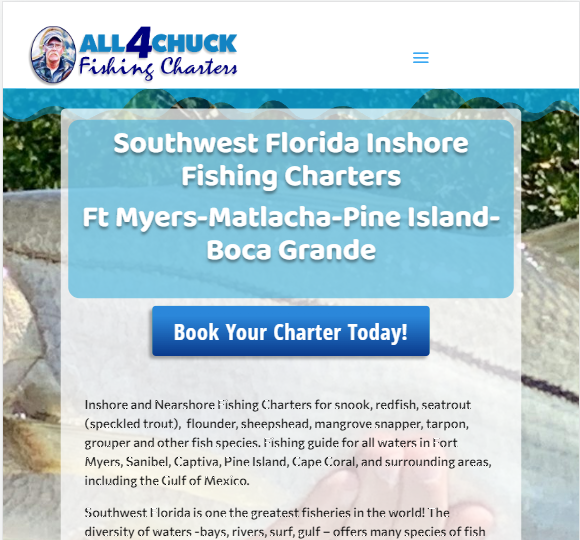 ALL4CHUCK
Fishing Charters
Southwest Florida Inshore
Fishing Charters
Ft Myers-Matlacha-Pine Island-
Boca Grande
Book Your Charter Today!
Inshore and Nearshore Fishing Charters for snook, redfish, seatrout
(speckled trout), flounder, sheepshead, mangrove snapper, tarpon,
grouper and other fish species. Fishing guide for all waters in Fort
Myers, Sanibel, Captiva, Pine Island, Cape Coral, and surrounding areas,
including the Gulf of Mexico.
Southwest Florida is one the greatest fisheries in the world! The
diversity of waters -bays, rivers, surf, gulf – offers many species of fish